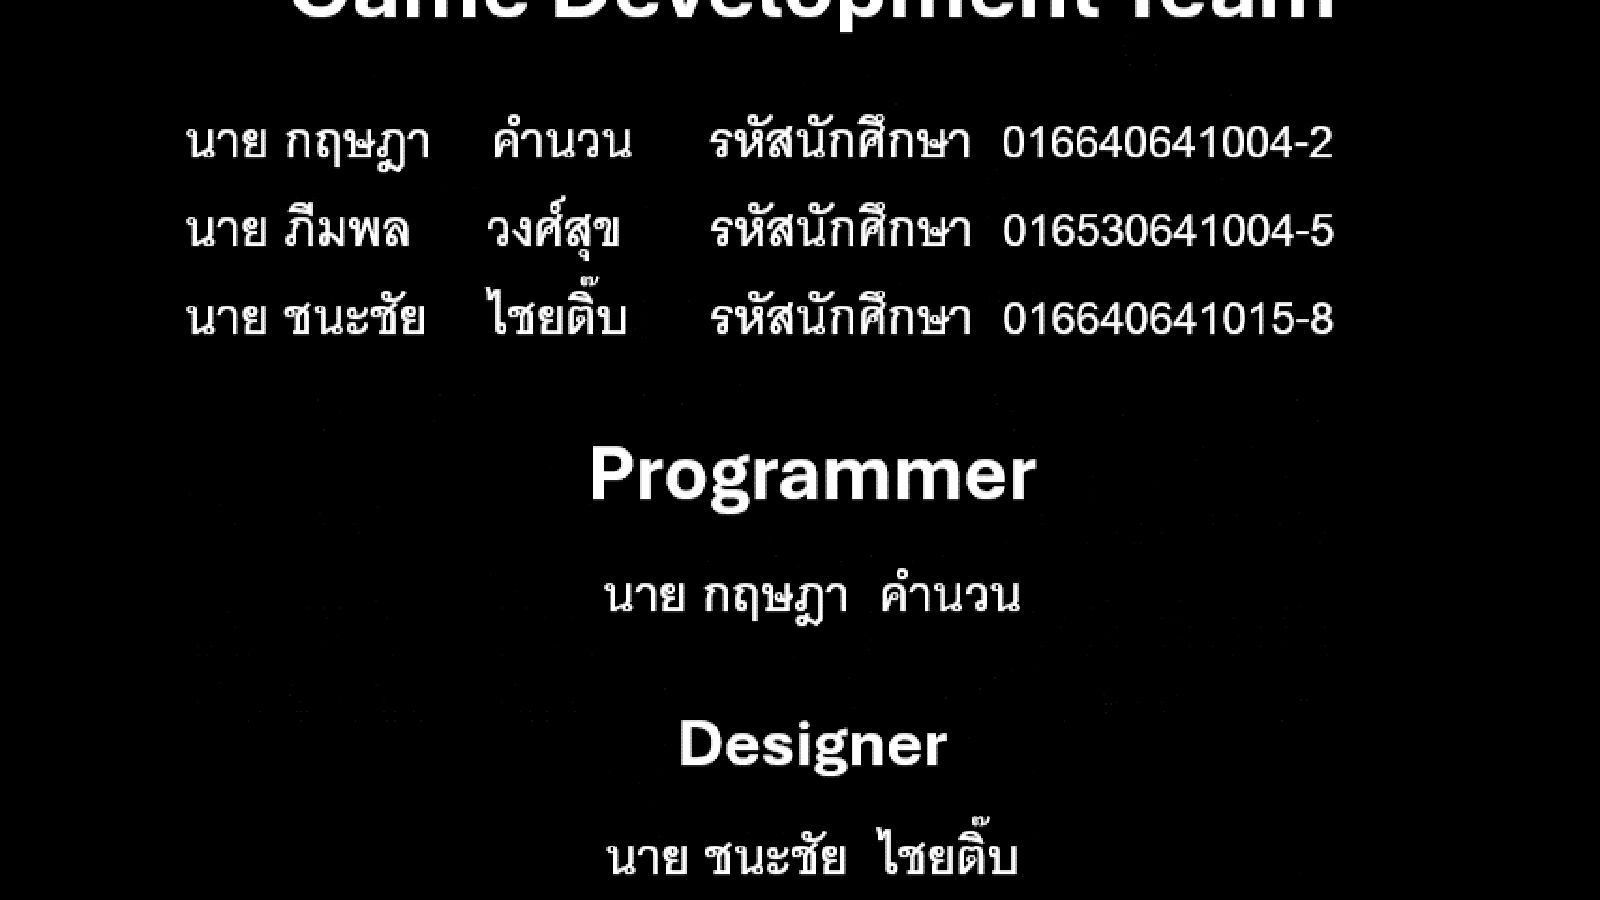 Game Development Team
นาย กฤษฎา คำนวน รหัสนักศึกษา 016640641004-2
นาย ภีมพล วงศ์สุข รหัสนักศึกษา 016530641004-5
นาย ชนะชัย ไชยติ๊บ รหัสนักศึกษา 016640641015-8
Programmer
นาย กฤษฎา คำนวน
Designer
นาย ชนะชัย ไชยติ๊บ